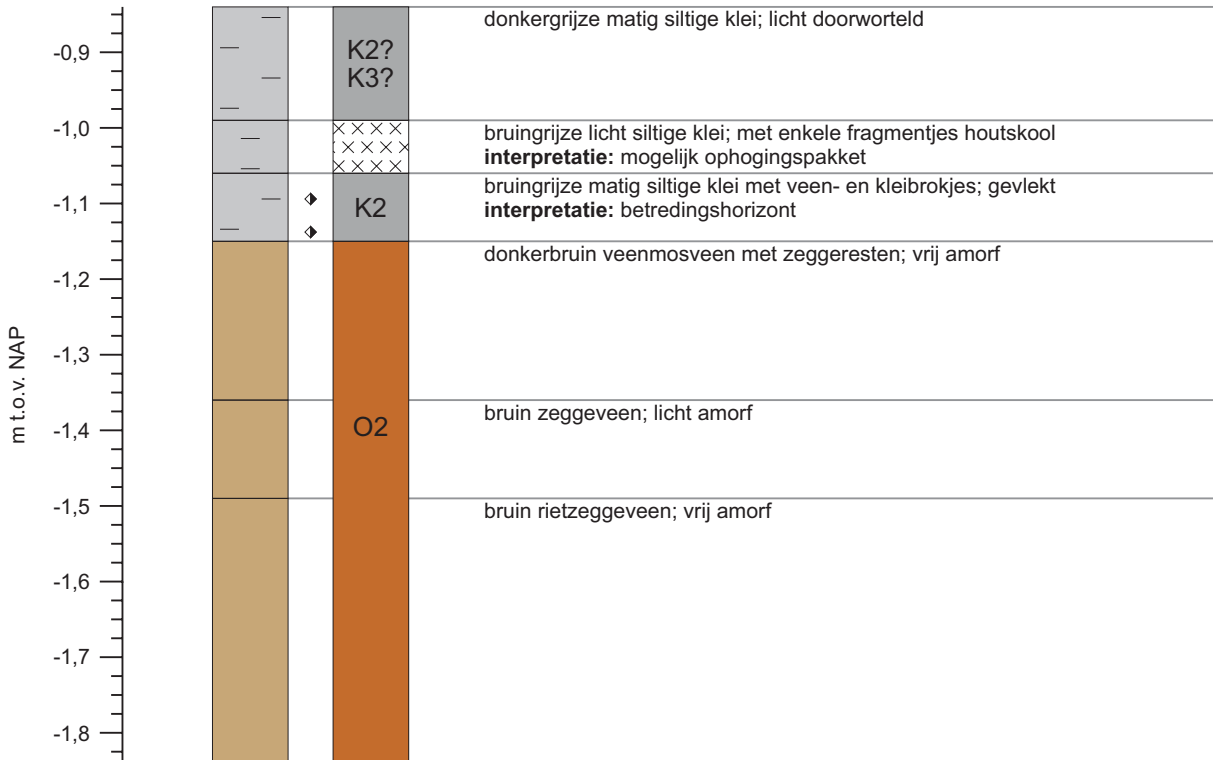 donkergrijze matig siltige klei; licht doorworteld
-0,9
K2?
K3?
-1,0
bruingrijze licht siltige klei; met enkele fragmentjes houtskool
interpretatie: mogelijk ophogingspakket
bruingrijze matig siltige klei met veen- en kleibrokjes; gevlekt
-1,1
K2
interpretatie: betredingshorizont
donkerbruin veenmosveen met zeggeresten; vrij amorf
-1,2
m t.o.v. NAP
-1,3
bruin zeggeveen; licht amorf
-1,4
O2
-1,5
bruin rietzeggeveen; vrij amorf
-1,6
-1,7
-1,8